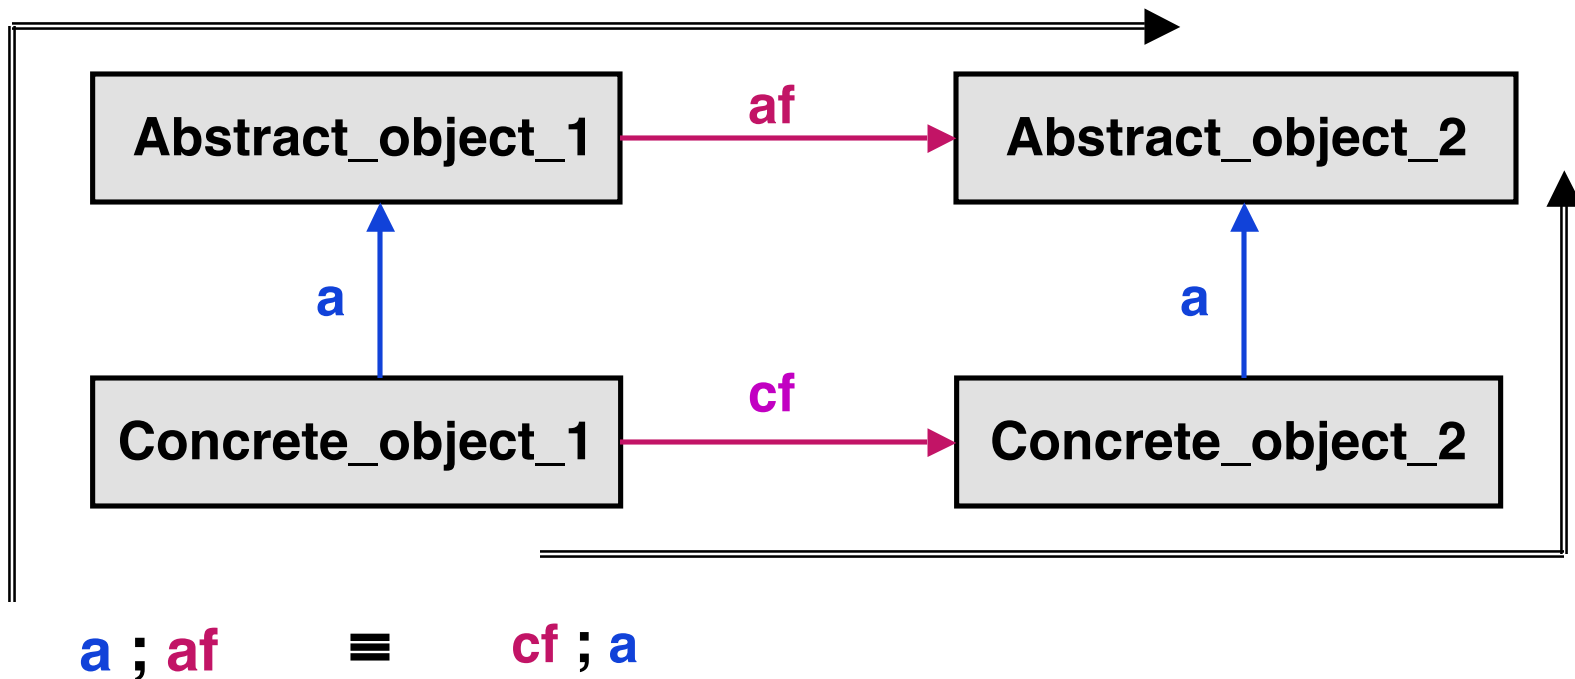 af
Abstract_object_1
Abstract_object_2
a
a
cf
Concrete_object_1
Concrete_object_2
a ; af ≡ cf ; a